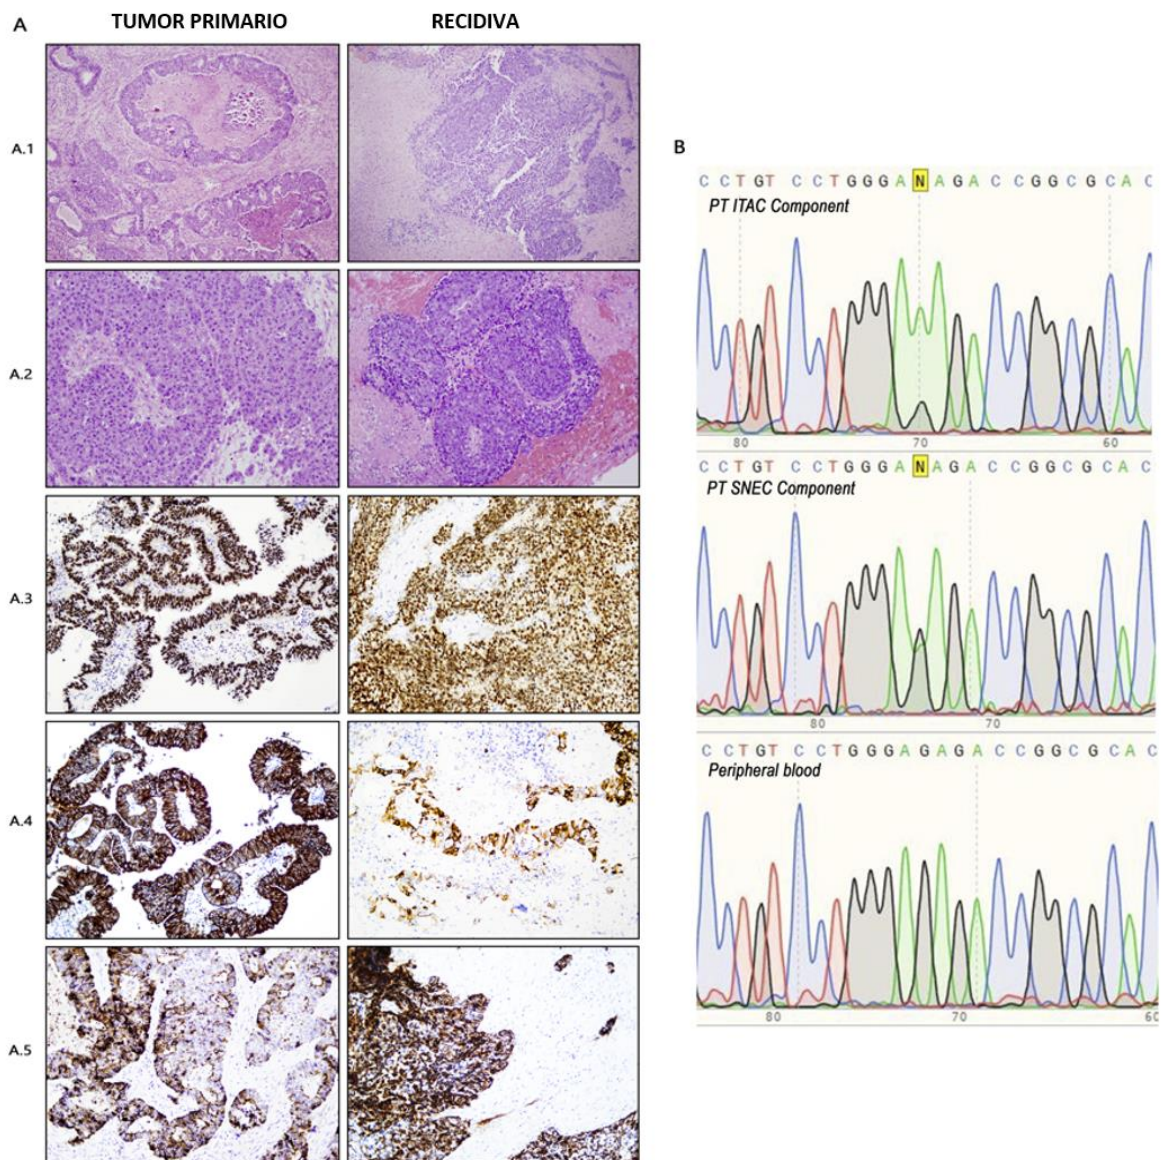 A
TUMOR PRIMARIO
RECIDIVA
A.1
A.2
A.3
A.4
A.5
B
C C T G T C C T G G G A N A G A C C G G C G C A C
PT ITAC Component
80 70 60
C C T G T C C T G G G A N A G A C C G G C G C A C
PT SNEC Component
80 70
C C T G T C C T G G G A G A G A C C G G C G C A C
Peripheral blood
80 70 60